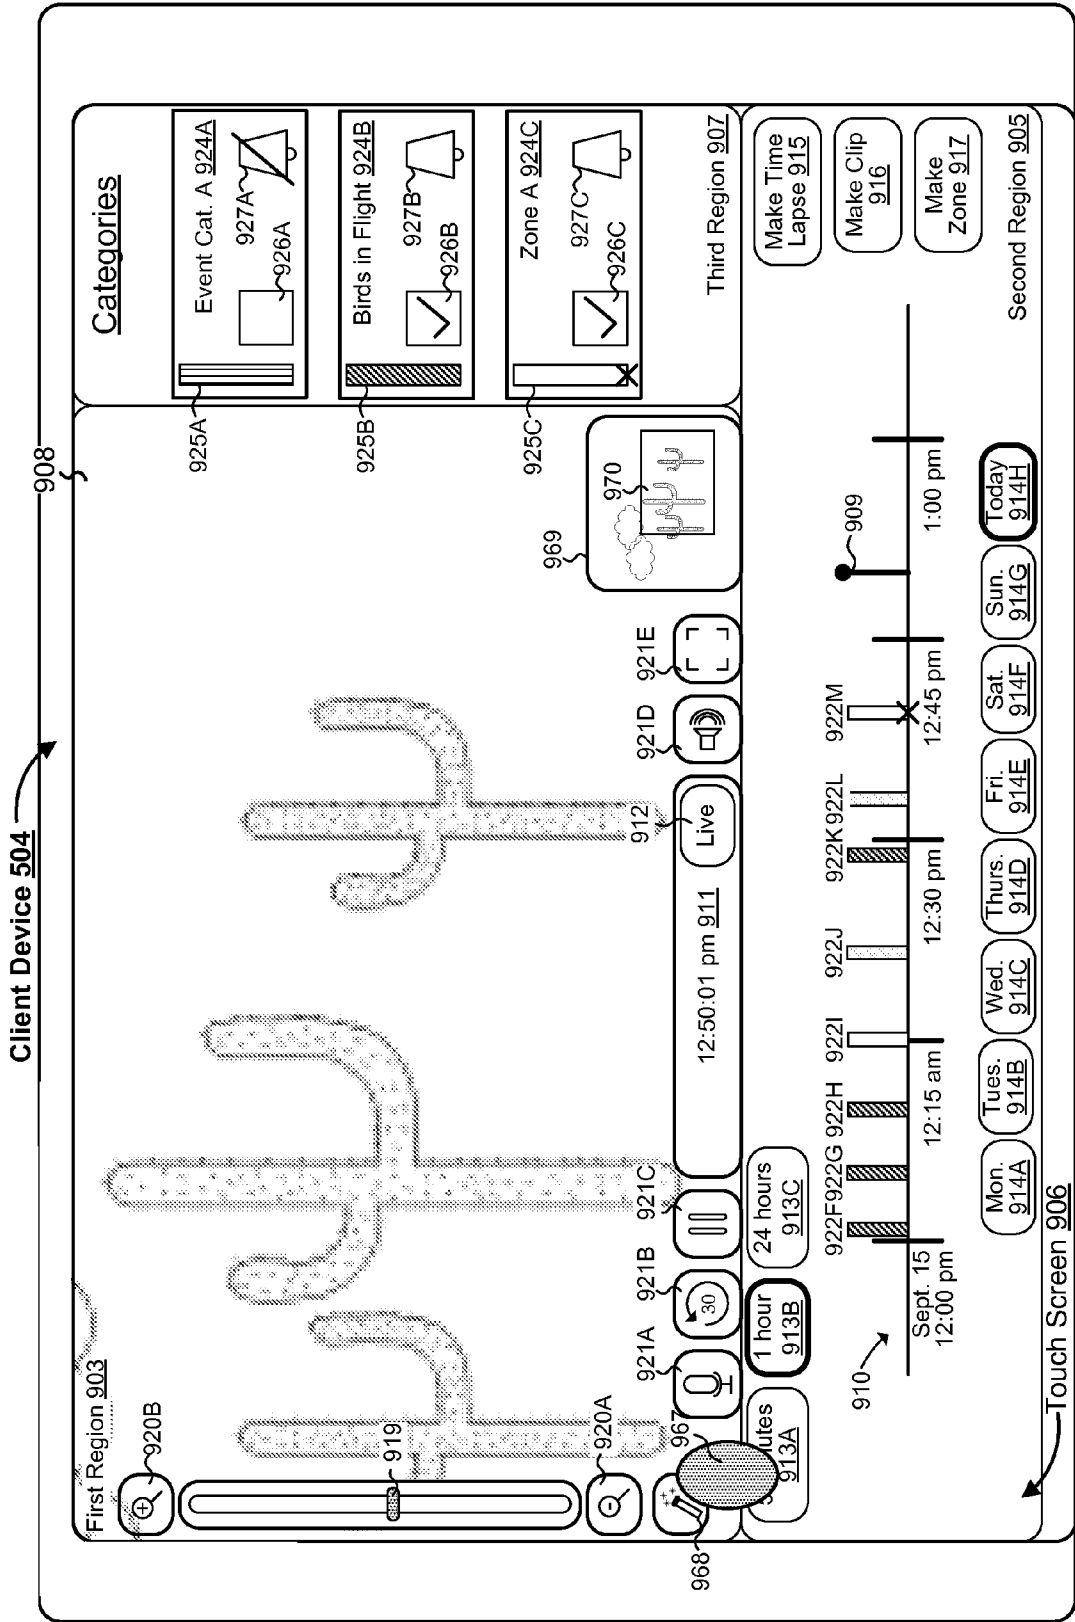 Client Device 504
908
First Region 903
920B
919
920A
968
967
Categories
Event Cat. A 924A
925A
927A
926A
Birds in Flight 924B
925B
927B
926B
Zone A 924C
925C
927C
926C
Third Region 907
969
970
921A
921B
30
921C
12:50:01 pm 911
912
Live
921D
921E
utes
913A
1 hour
913B
24 hours
913C
Make Time
Lapse 915
Make Clip
916
Make
Zone 917
910
922F
922G
922H
922I
922J
922K
922L
922M
909
Sept. 15
12:00 pm
12:15 am
12:30 pm
12:45 pm
1:00 pm
Mon.
914A
Tues.
914B
Wed.
914C
Thurs.
914D
Fri.
914E
Sat.
914F
Sun.
914G
Today
914H
Second Region 905
Touch Screen 906